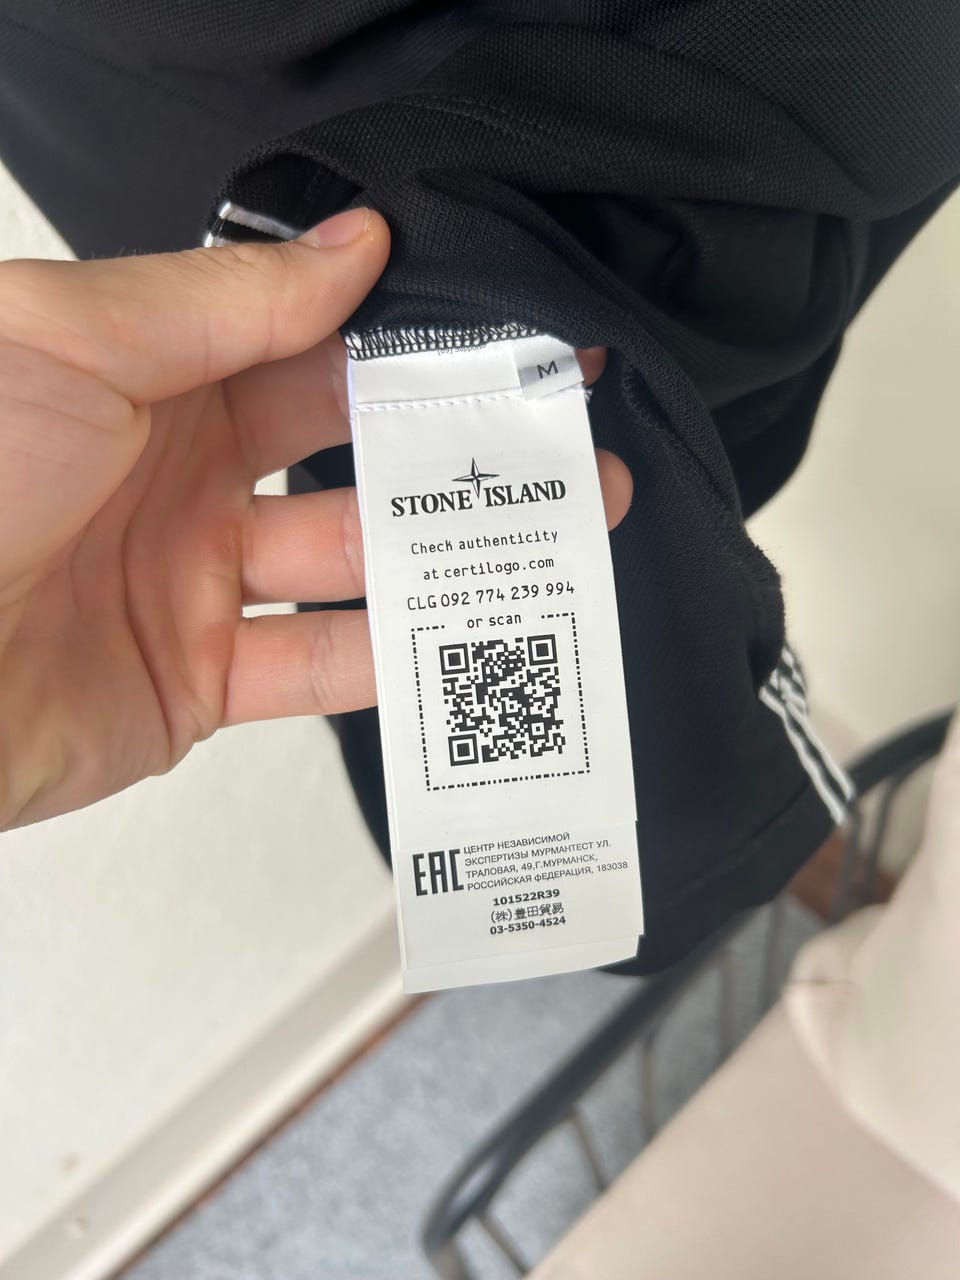 M
STONE ISLAND
Check authenticity
at certilogo.com
CLG 092 774 239 994
or scan
EAC
ЦЕНТР НЕЗАВИСИМОЙ
ЭКСПЕРТИЗЫ МУРМАНТЕСТ УЛ.
ТРАЛОВАЯ, 49,Г.МУРМАНСК,
РОССИЙСКАЯ ФЕДЕРАЦИЯ, 183038
101522R39
(株)豊田貿易
03-5350-4524